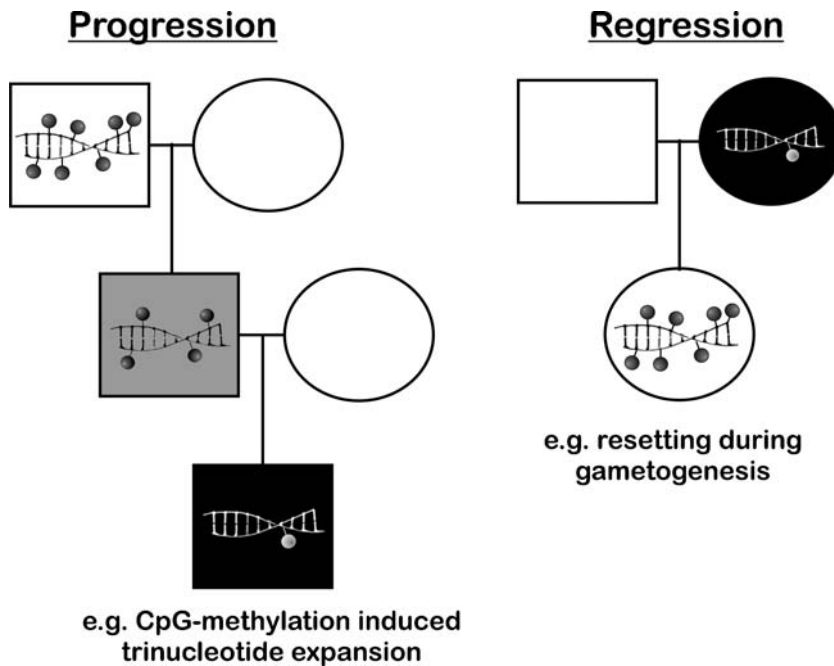 Progression
Regression
e.g. resetting during
gametogenesis
e.g. CpG-methylation induced
trinucleotide expansion